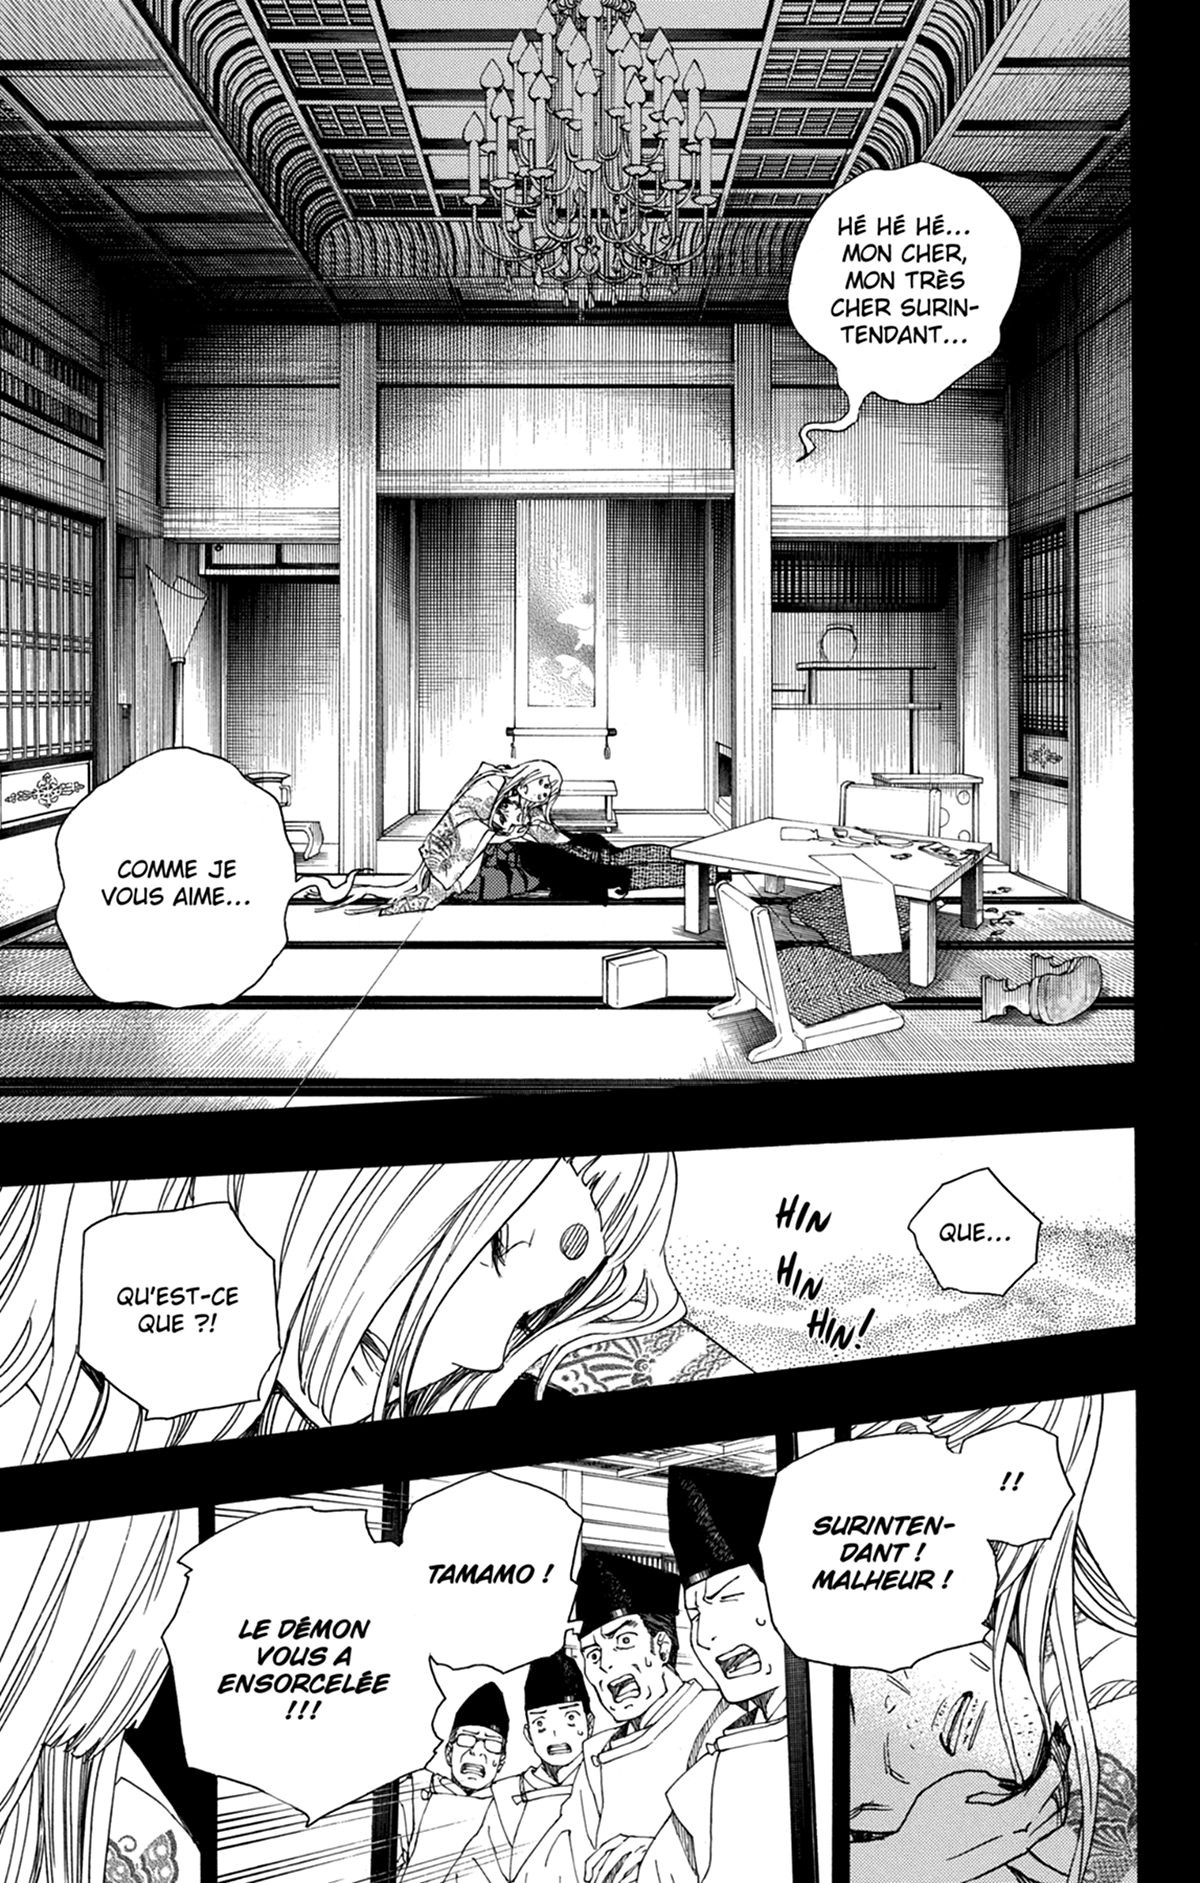 HÉ HÉ HÉ...
MON CHER,
MON TRÈS
CHER SURIN-
TENDANT...
COMME JE
VOUS AIME...
QUE...
HIN
HIN
HIN!
QU'EST-CE
QUE ?!
!!
SURINTEN-
DANT !
MALHEUR !
TAMAMO !
LE DÉMON
VOUS A
ENSORCELÉE
!!!